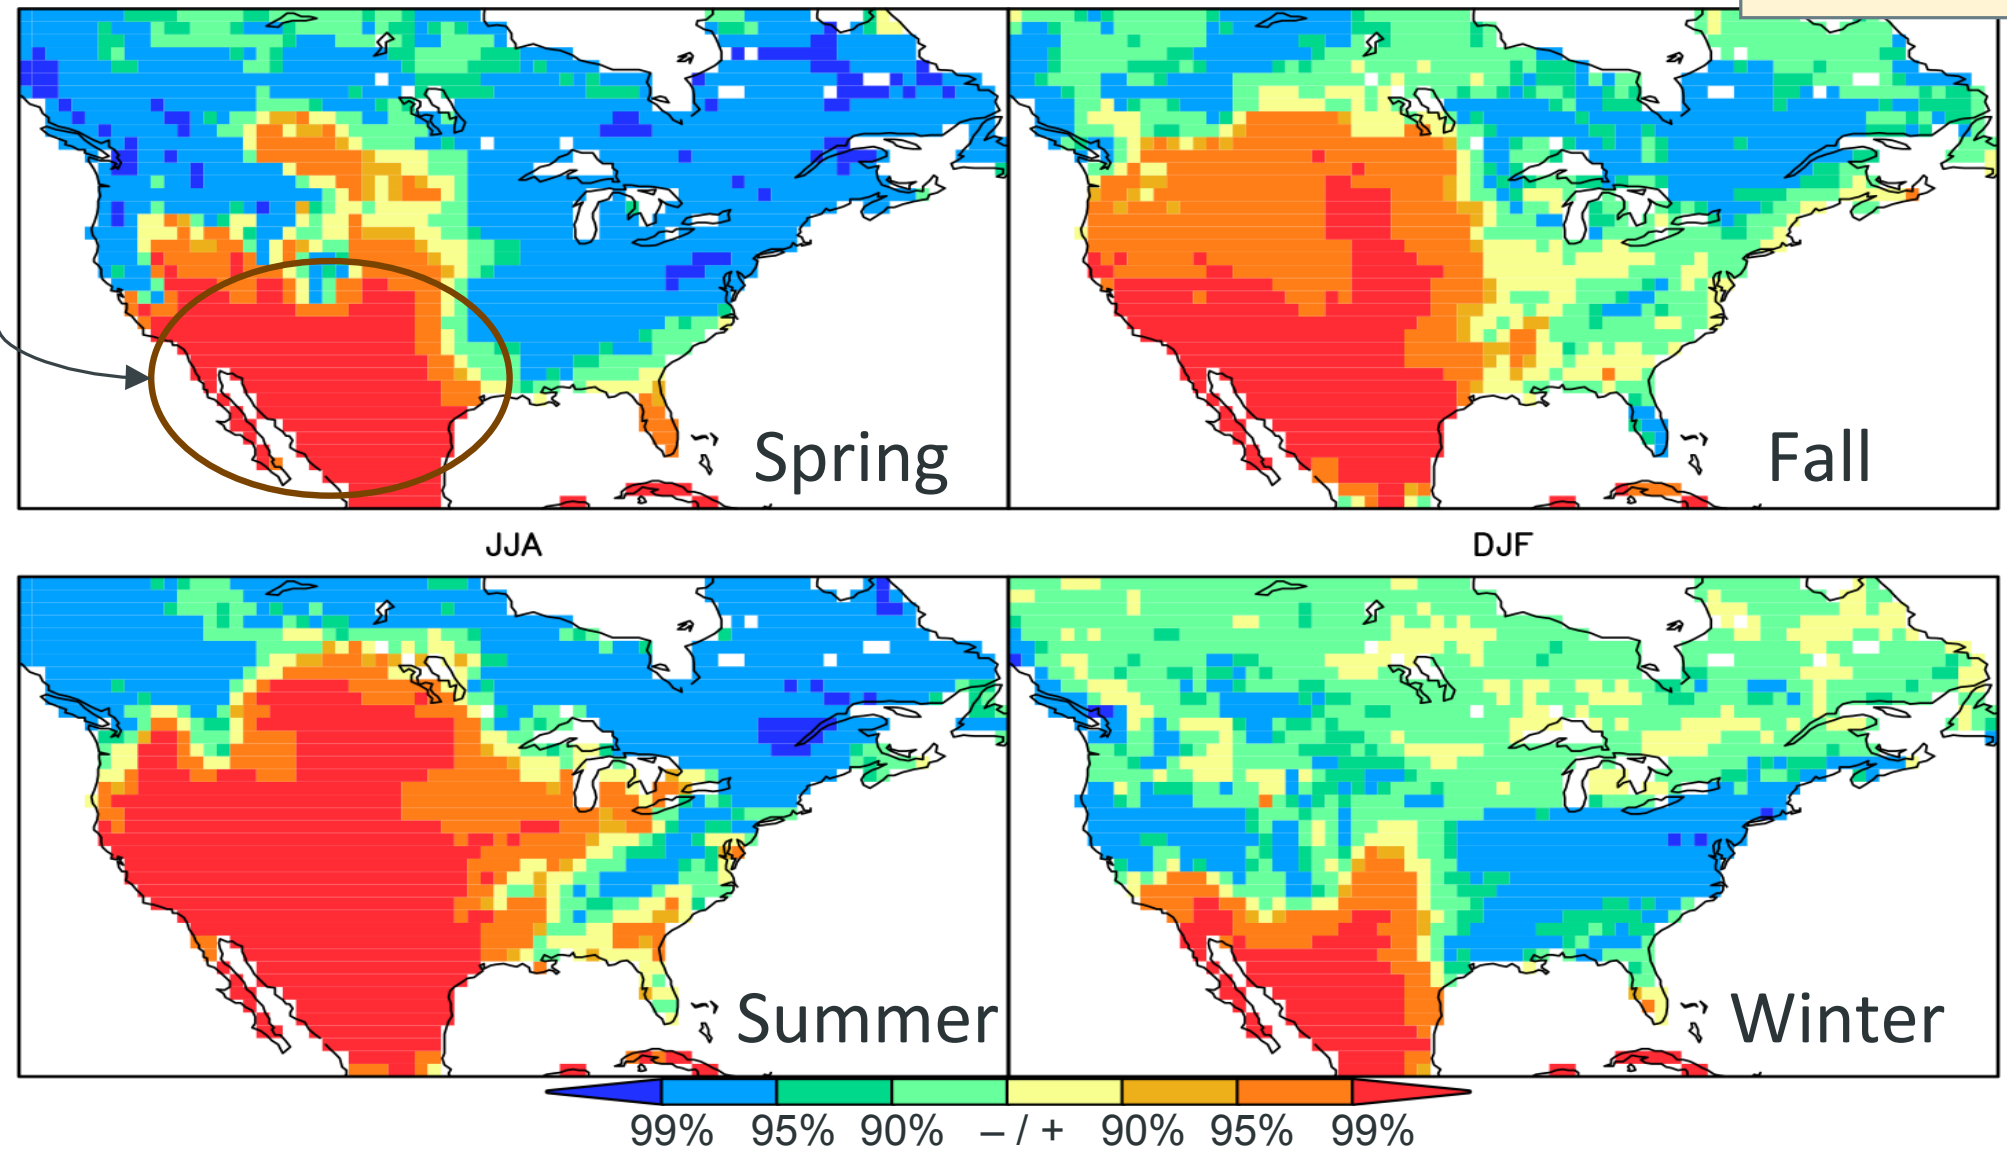 Spring
Fall
JJA
DJF
Summer
Winter
99% 95% 90% – / + 90% 95% 99%